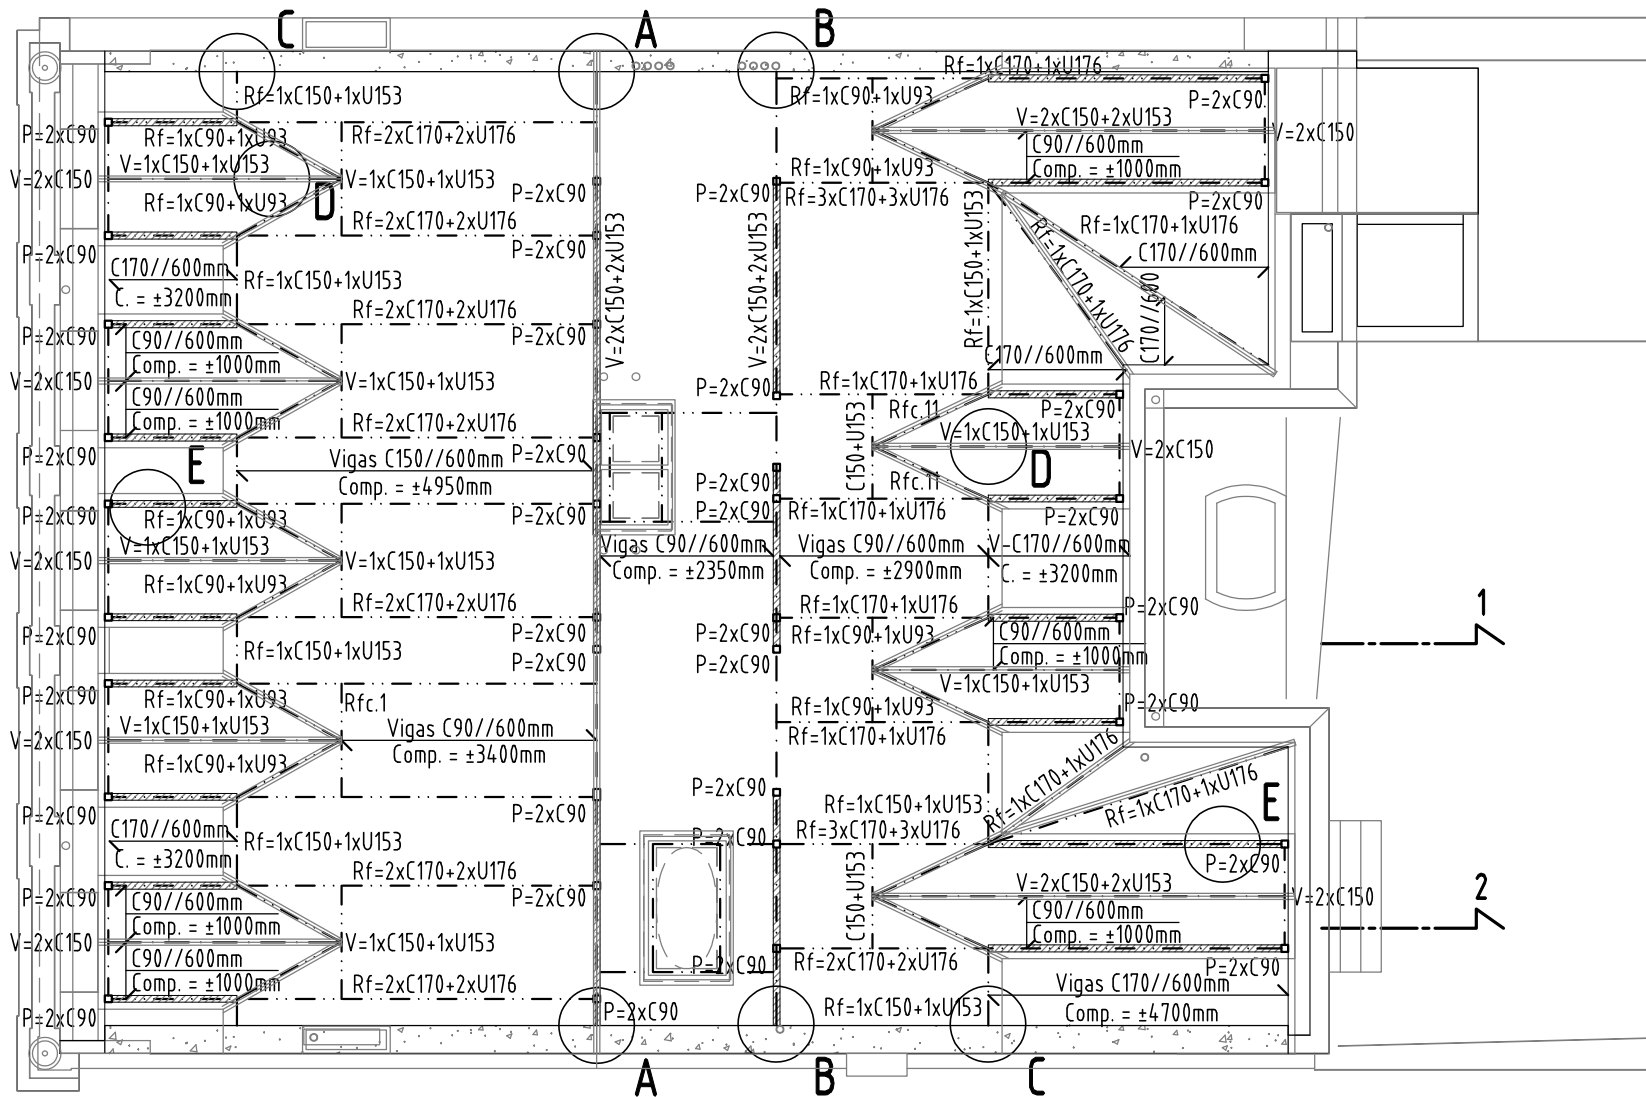 C
A
B
Rf=1xC170+1xU176
Rf=1xC150+1xU153
Rf=1xC90+1xU93
P=2xC90
V=2xC150+2xU153
V=2xC150
P=2xC90
Rf=1xC90+1xU93
Rf=2xC170+2xU176
C90//600mm
Comp. = ±1000mm
V=1xC150+1xU153
V=2xC150
V=1xC150+1xU153
Rf=1xC90+1xU93
P=2xC90
P=2xC90
Rf=3xC170+3xU176
P=2xC90
Rf=1xC90+1xU93
D
Rf=2xC170+2xU176
Rf=1xC170+1xU176
P=2xC90
P=2xC90
C170//600mm
V=2xC150+2xU153
V=2xC150+2xU153
Rf=1xC150+1xU153
Rf=1xC170+1xU176
C170//600
C170//600mm
C. = ±3200mm
Rf=1xC150+1xU153
Rf=2xC170+2xU176
P=2xC90
P=2xC90
C90//600mm
Comp. = ±1000mm
C170//600mm
V=2xC150
V=1xC150+1xU153
P=2xC90
Rf=1xC170+1xU176
C90//600mm
Comp. = ±1000mm
Rf=2xC170+2xU176
C150+U153
Rfc.11
P=2xC90
V=1xC150+1xU153
V=2xC150
P=2xC90
E
Vigas C150//600mm
Comp. = ±4950mm
P=2xC90
P=2xC90
Rfc.11
D
P=2xC90
Rf=1xC90+1xU93
P=2xC90
P=2xC90
Rf=1xC170+1xU176
P=2xC90
V=1xC150+1xU153
Vigas C90//600mm
Comp. = ±2350mm
Vigas C90//600mm
Comp. = ±2900mm
V-C170//600mm
C. = ±3200mm
V=2xC150
V=1xC150+1xU153
Rf=1xC90+1xU93
Rf=2xC170+2xU176
Rf=1xC170+1xU176
P=2xC90
1
P=2xC90
P=2xC90
P=2xC90
Rf=1xC90+1xU93
C90//600mm
Comp. = ±1000mm
Rf=1xC150+1xU153
P=2xC90
P=2xC90
V=1xC150+1xU153
P=2xC90
Rf=1xC90+1xU93
Rfc.1
Rf=1xC90+1xU93
P=2xC90
V=1xC150+1xU153
Vigas C90//600mm
Comp. = ±3400mm
Rf=1xC170+1xU176
V=2xC150
Rf=1xC90+1xU93
Rf=1xC170+1xU176
Rf=1xC170+1xU176
P=2xC90
P=2xC90
P=2xC90
Rf=1xC150+1xU153
E
C170//600mm
C. = ±3200mm
Rf=1xC150+1xU153
P=2xC90
Rf=3xC170+3xU176
P=2xC90
Rf=2xC170+2xU176
C150+U153
V=2xC150+2xU153
V=2xC150
2
P=2xC90
P=2xC90
C90//600mm
Comp. = ±1000mm
C90//600mm
Comp. = ±1000mm
V=2xC150
V=1xC150+1xU153
C90//600mm
Comp. = ±1000mm
Rf=2xC170+2xU176
P=2xC90
Rf=2xC170+2xU176
P=2xC90
Vigas C170//600mm
Comp. = ±4700mm
P=2xC90
P=2xC90
Rf=1xC150+1xU153
A
B
C